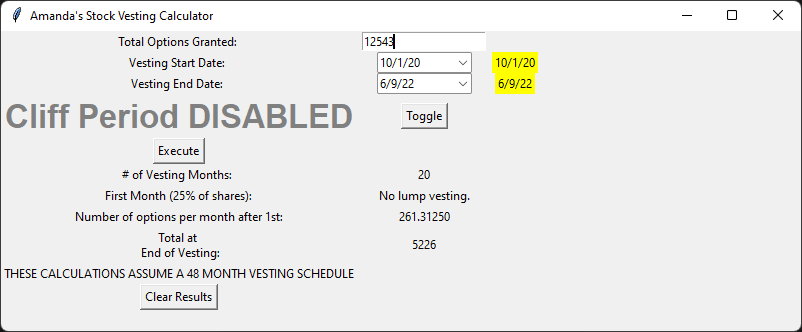 Amanda's Stock Vesting Calculator
Total Options Granted: 12543
Vesting Start Date: 10/1/20 10/1/20
Vesting End Date: 6/9/22 6/9/22
Cliff Period DISABLED Toggle
Execute
# of Vesting Months: 20
First Month (25% of shares): No lump vesting.
Number of options per month after 1st: 261.31250
Total at
End of Vesting: 5226
THESE CALCULATIONS ASSUME A 48 MONTH VESTING SCHEDULE
Clear Results